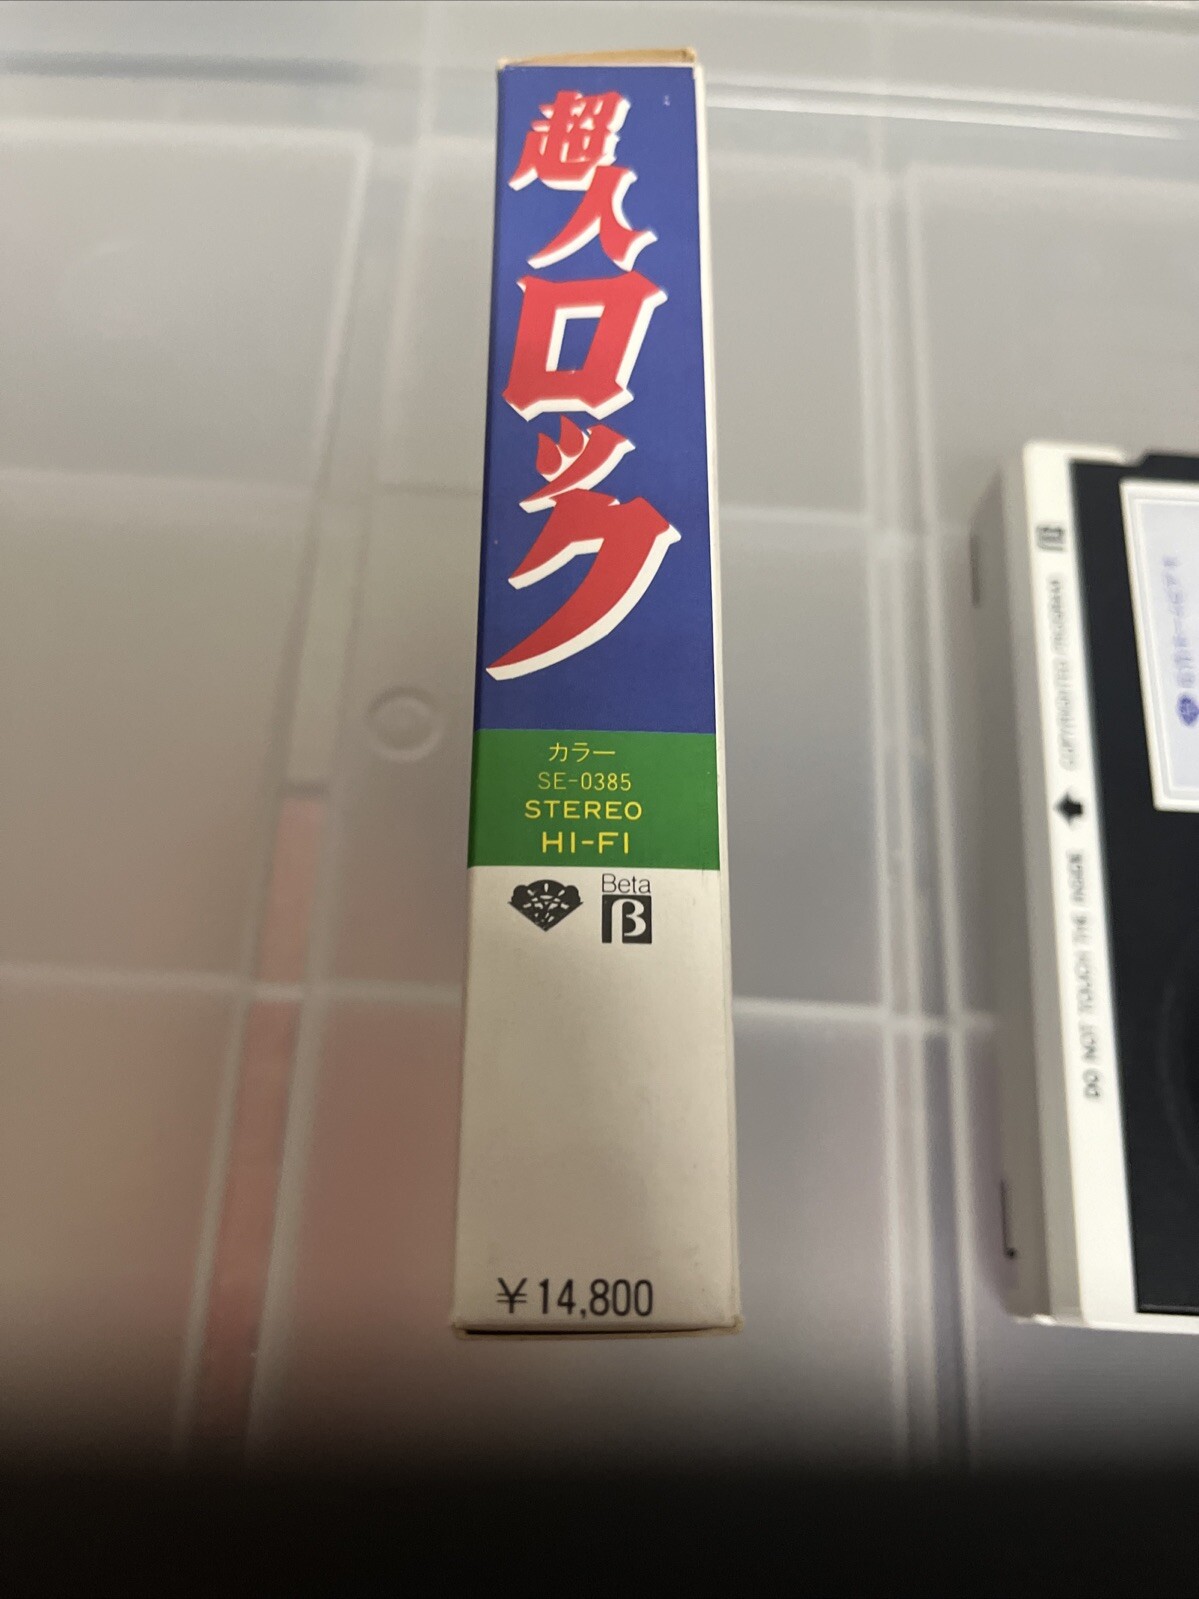 超人ロック
カラー
SE-0385
STEREO
HI-FI
Beta
β
¥14,800
COPYRIGHTED PROGRAM
DO NOT TOUCH THE INSIDE